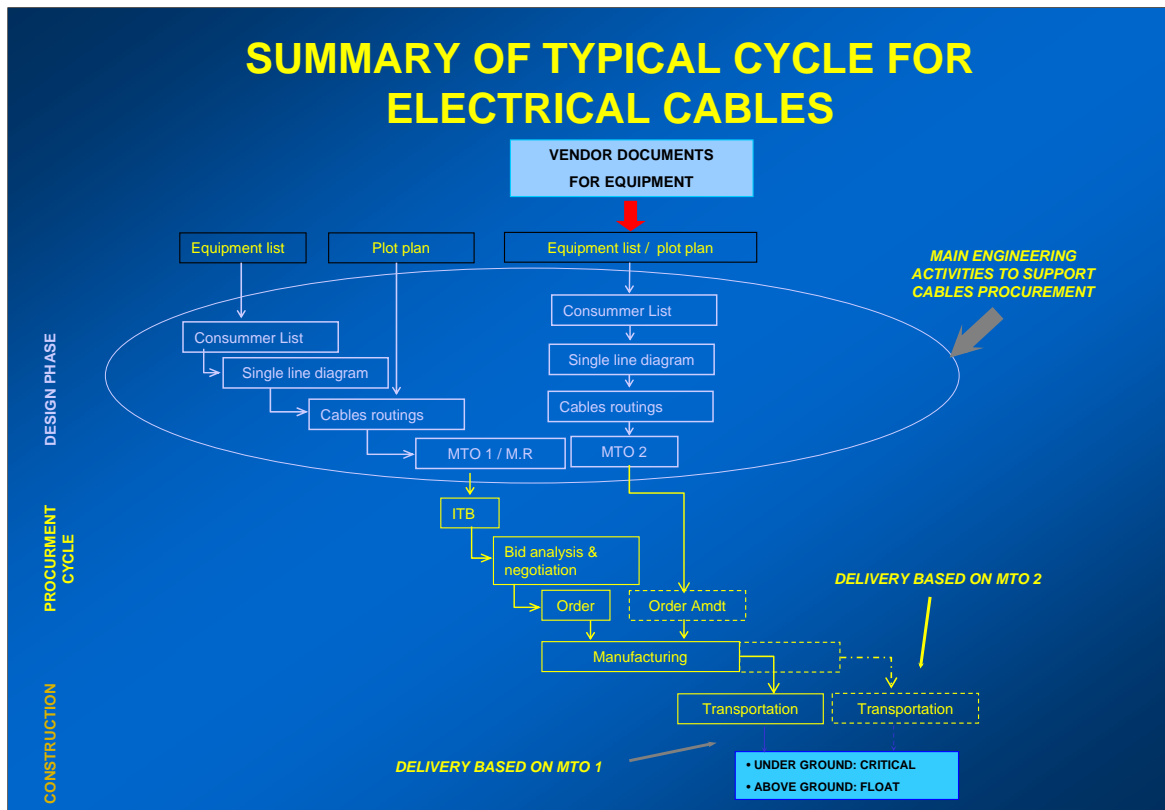 SUMMARY OF TYPICAL CYCLE FOR
ELECTRICAL CABLES
VENDOR DOCUMENTS
FOR EQUIPMENT
Equipment list
Plot plan
Equipment list / plot plan
MAIN ENGINEERING
ACTIVITIES TO SUPPORT
CABLES PROCUREMENT
DESIGN PHASE
Consummer List
Consummer List
Single line diagram
Single line diagram
Cables routings
Cables routings
MTO 1 / M.R
MTO 2
PROCURMENT
CYCLE
ITB
Bid analysis &
negotiation
DELIVERY BASED ON MTO 2
Order
Order Amdt
Manufacturing
CONSTRUCTION
Transportation
Transportation
DELIVERY BASED ON MTO 1
• UNDER GROUND: CRITICAL
• ABOVE GROUND: FLOAT